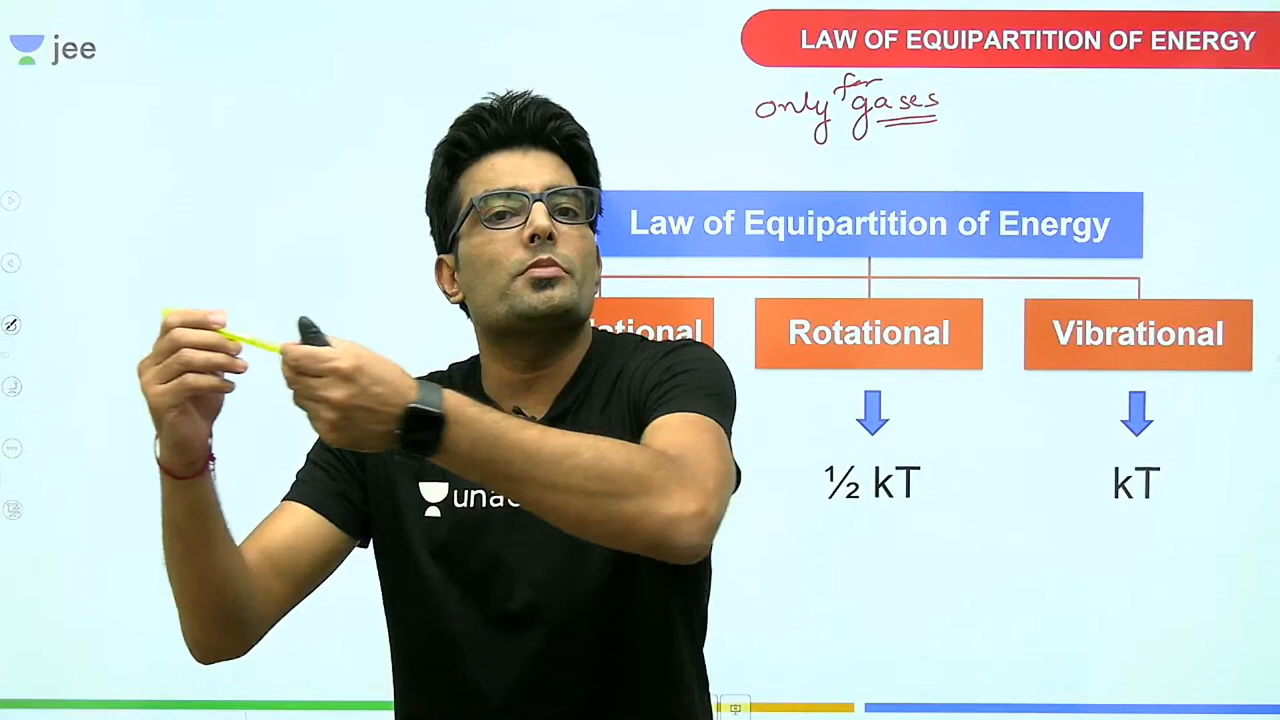 jee
LAW OF EQUIPARTITION OF ENERGY
only for gases
Law of Equipartition of Energy
Rotational
Vibrational
½ kT
kT